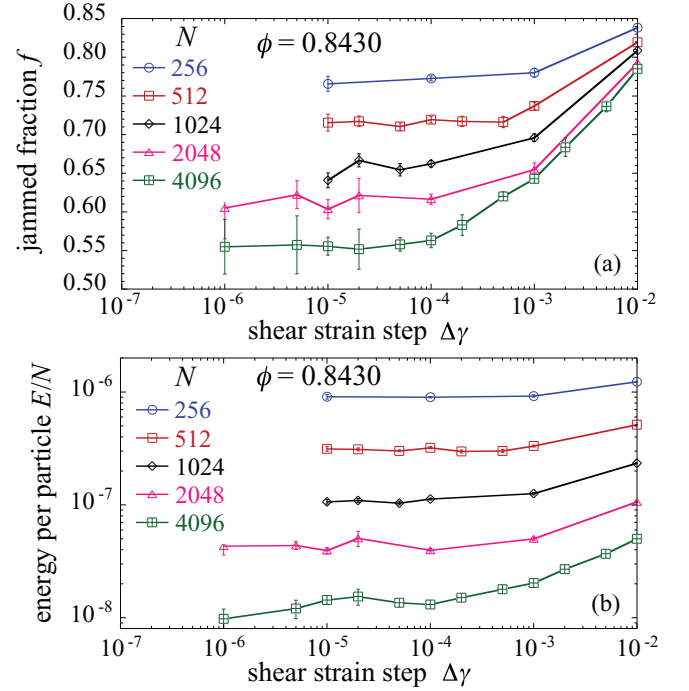 0.85
0.80
0.75
0.70
0.65
0.60
0.55
0.50
jammed fraction f
N
ϕ = 0.8430
256
512
1024
2048
4096
(a)
10⁻⁷ 10⁻⁶ 10⁻⁵ 10⁻⁴ 10⁻³ 10⁻²
shear strain step Δγ
10⁻⁶
10⁻⁷
10⁻⁸
energy per particle E/N
N
ϕ = 0.8430
256
512
1024
2048
4096
(b)
10⁻⁷ 10⁻⁶ 10⁻⁵ 10⁻⁴ 10⁻³ 10⁻²
shear strain step Δγ